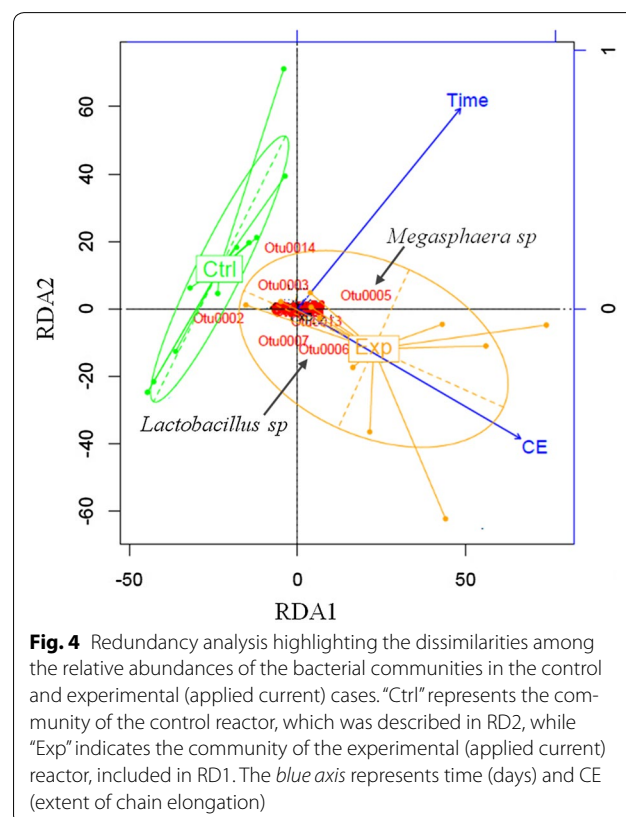 1
60
Time
40
20
Otu0014
Megasphaera sp
Ctrl
Otu0003
Otu0005
RDA2
0
0
Otu0002
Otu0007
Otu0006
Exp
-20
Lactobacillus sp
-40
CE
-60
-50 0 50
RDA1
Fig. 4 Redundancy analysis highlighting the dissimilarities among
the relative abundances of the bacterial communities in the control
and experimental (applied current) cases. “Ctrl” represents the com-
munity of the control reactor, which was described in RD2, while
“Exp” indicates the community of the experimental (applied current)
reactor, included in RD1. The blue axis represents time (days) and CE
(extent of chain elongation)